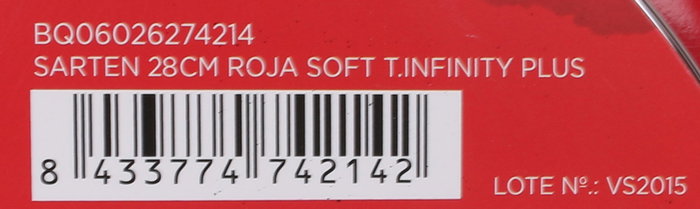 BQ06026274214
SARTEN 28CM ROJA SOFT T.INFINITY PLUS
8 433774 742142
LOTE Nº.: VS2015